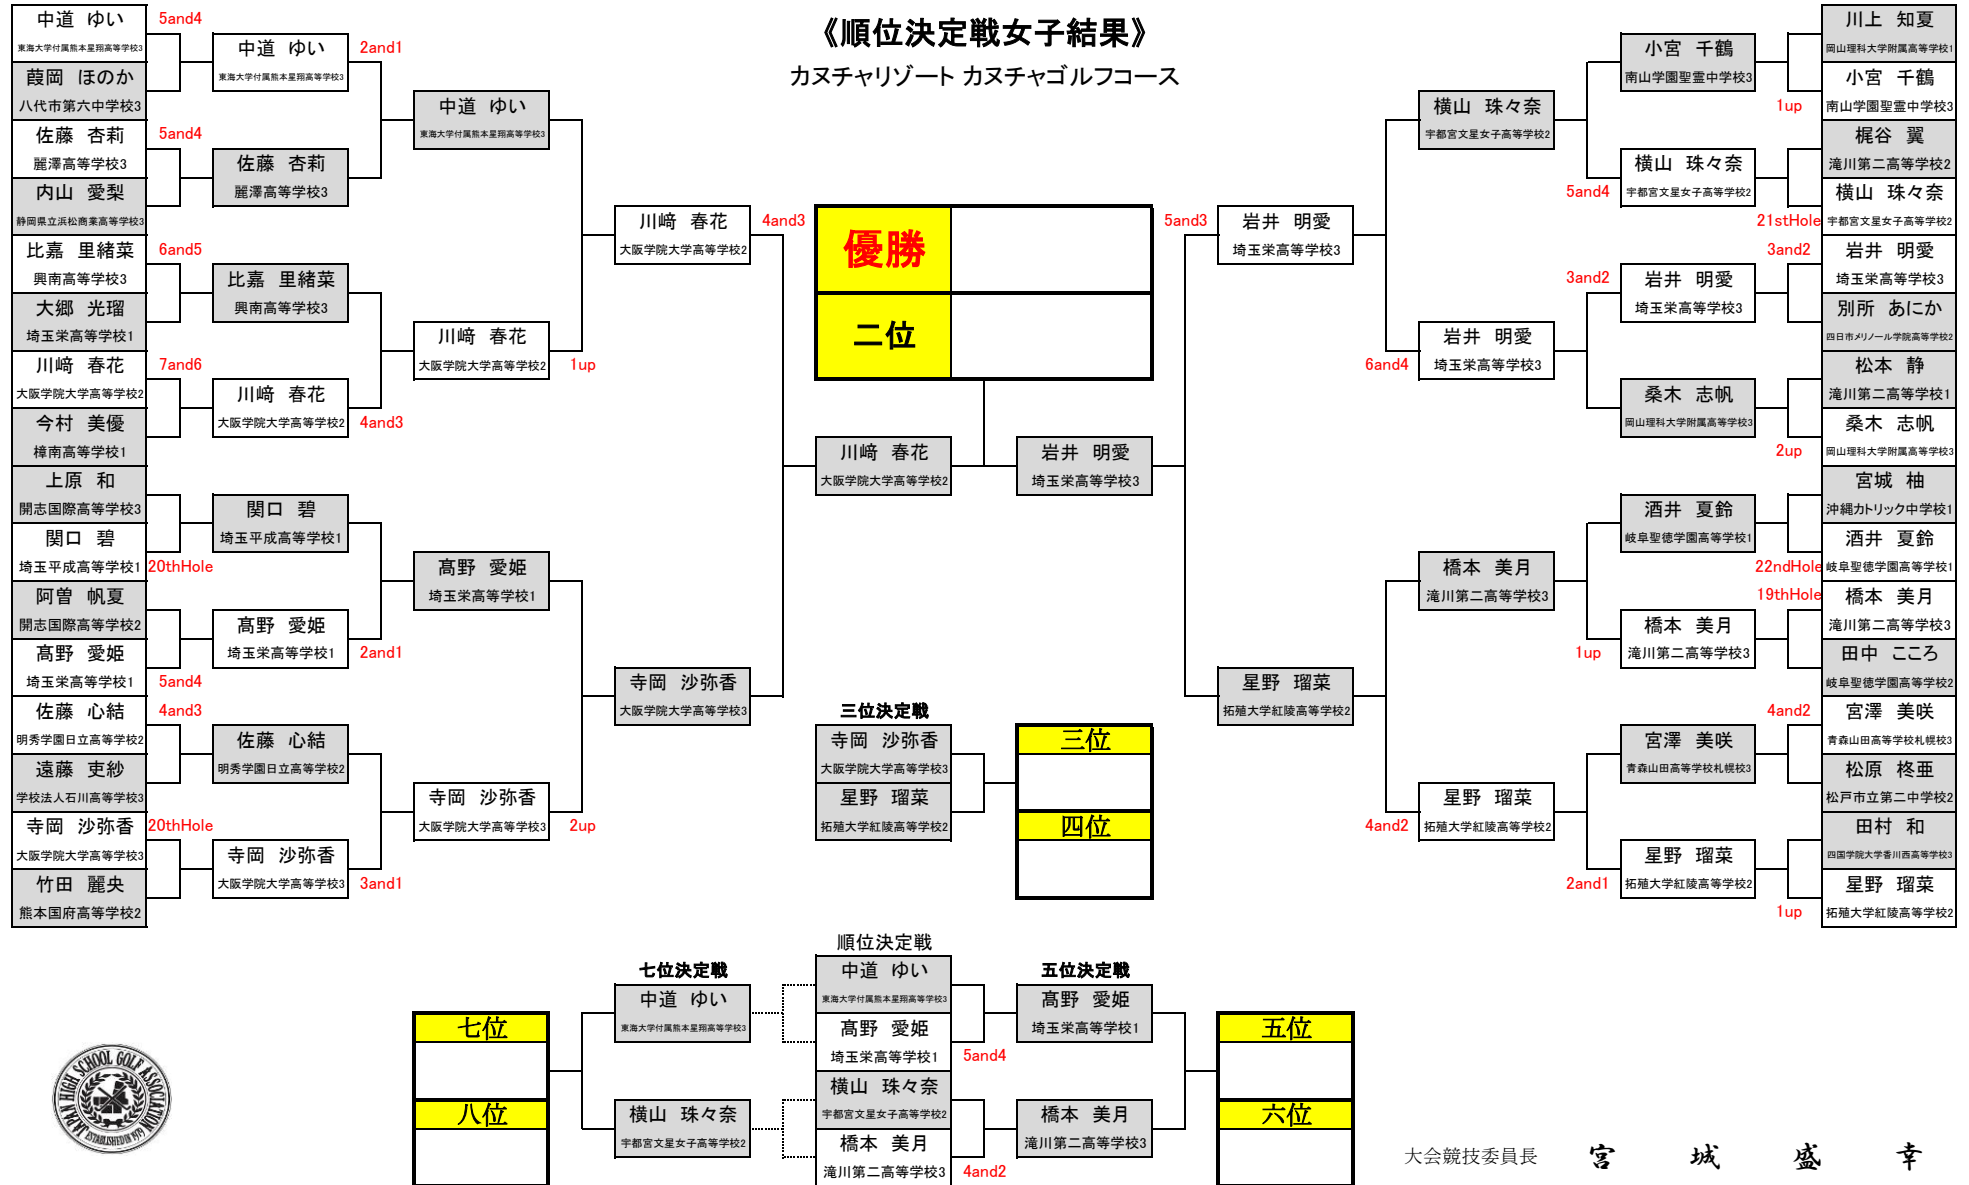 《順位決定戦女子結果》
カヌチャリゾート カヌチャゴルフコース
中道 ゆい
東海大学付属熊本星翔高等学校3
5and4
葭岡 ほのか
八代市第六中学校3
佐藤 杏莉
麗澤高等学校3
5and4
内山 愛梨
静岡県立浜松商業高等学校3
比嘉 里緒菜
興南高等学校3
6and5
大郷 光瑠
埼玉栄高等学校1
川﨑 春花
大阪学院大学高等学校2
7and6
今村 美優
樟南高等学校1
上原 和
開志国際高等学校3
関口 碧
埼玉平成高等学校1
20thHole
阿曽 帆夏
開志国際高等学校2
髙野 愛姫
埼玉栄高等学校1
5and4
佐藤 心結
明秀学園日立高等学校2
4and3
遠藤 吏紗
学校法人石川高等学校3
寺岡 沙弥香
大阪学院大学高等学校3
20thHole
竹田 麗央
熊本国府高等学校2
中道 ゆい
東海大学付属熊本星翔高等学校3
2and1
佐藤 杏莉
麗澤高等学校3
比嘉 里緒菜
興南高等学校3
川﨑 春花
大阪学院大学高等学校2
4and3
関口 碧
埼玉平成高等学校1
髙野 愛姫
埼玉栄高等学校1
2and1
佐藤 心結
明秀学園日立高等学校2
寺岡 沙弥香
大阪学院大学高等学校3
3and1
中道 ゆい
東海大学付属熊本星翔高等学校3
川﨑 春花
大阪学院大学高等学校2
1up
髙野 愛姫
埼玉栄高等学校1
寺岡 沙弥香
大阪学院大学高等学校3
2up
川﨑 春花
大阪学院大学高等学校2
4and3
寺岡 沙弥香
大阪学院大学高等学校3
優勝
二位
川﨑 春花
大阪学院大学高等学校2
岩井 明愛
埼玉栄高等学校3
5and3
岩井 明愛
埼玉栄高等学校3
星野 瑠菜
拓殖大学紅陵高等学校2
横山 珠々奈
宇都宮文星女子高等学校2
岩井 明愛
埼玉栄高等学校3
6and4
橋本 美月
滝川第二高等学校3
星野 瑠菜
拓殖大学紅陵高等学校2
4and2
小宮 千鶴
南山学園聖霊中学校3
横山 珠々奈
宇都宮文星女子高等学校2
5and4
岩井 明愛
埼玉栄高等学校3
3and2
桑木 志帆
岡山理科大学附属高等学校3
酒井 夏鈴
岐阜聖徳学園高等学校1
橋本 美月
滝川第二高等学校3
1up
宮澤 美咲
青森山田高等学校札幌校3
星野 瑠菜
拓殖大学紅陵高等学校2
2and1
川上 知夏
岡山理科大学附属高等学校1
小宮 千鶴
南山学園聖霊中学校3
1up
梶谷 翼
滝川第二高等学校2
横山 珠々奈
宇都宮文星女子高等学校2
21stHole
岩井 明愛
埼玉栄高等学校3
3and2
別所 あにか
四日市メリノール学院高等学校2
松本 静
滝川第二高等学校1
桑木 志帆
岡山理科大学附属高等学校3
2up
宮城 柚
沖縄カトリック中学校1
酒井 夏鈴
岐阜聖徳学園高等学校1
22ndHole
橋本 美月
滝川第二高等学校3
19thHole
田中 こころ
岐阜聖徳学園高等学校2
宮澤 美咲
青森山田高等学校札幌校3
4and2
松原 柊亜
松戸市立第二中学校2
田村 和
四国学院大学香川西高等学校3
星野 瑠菜
拓殖大学紅陵高等学校2
1up
三位決定戦
寺岡 沙弥香
大阪学院大学高等学校3
星野 瑠菜
拓殖大学紅陵高等学校2
三位
四位
順位決定戦
中道 ゆい
東海大学付属熊本星翔高等学校3
髙野 愛姫
埼玉栄高等学校1
5and4
横山 珠々奈
宇都宮文星女子高等学校2
橋本 美月
滝川第二高等学校3
4and2
七位決定戦
中道 ゆい
東海大学付属熊本星翔高等学校3
横山 珠々奈
宇都宮文星女子高等学校2
七位
八位
五位決定戦
髙野 愛姫
埼玉栄高等学校1
橋本 美月
滝川第二高等学校3
五位
六位
JAPAN HIGH SCHOOL GOLF ASSOCIATION
ESTABLISHED IN 1979
大会競技委員長 宮 城 盛 幸